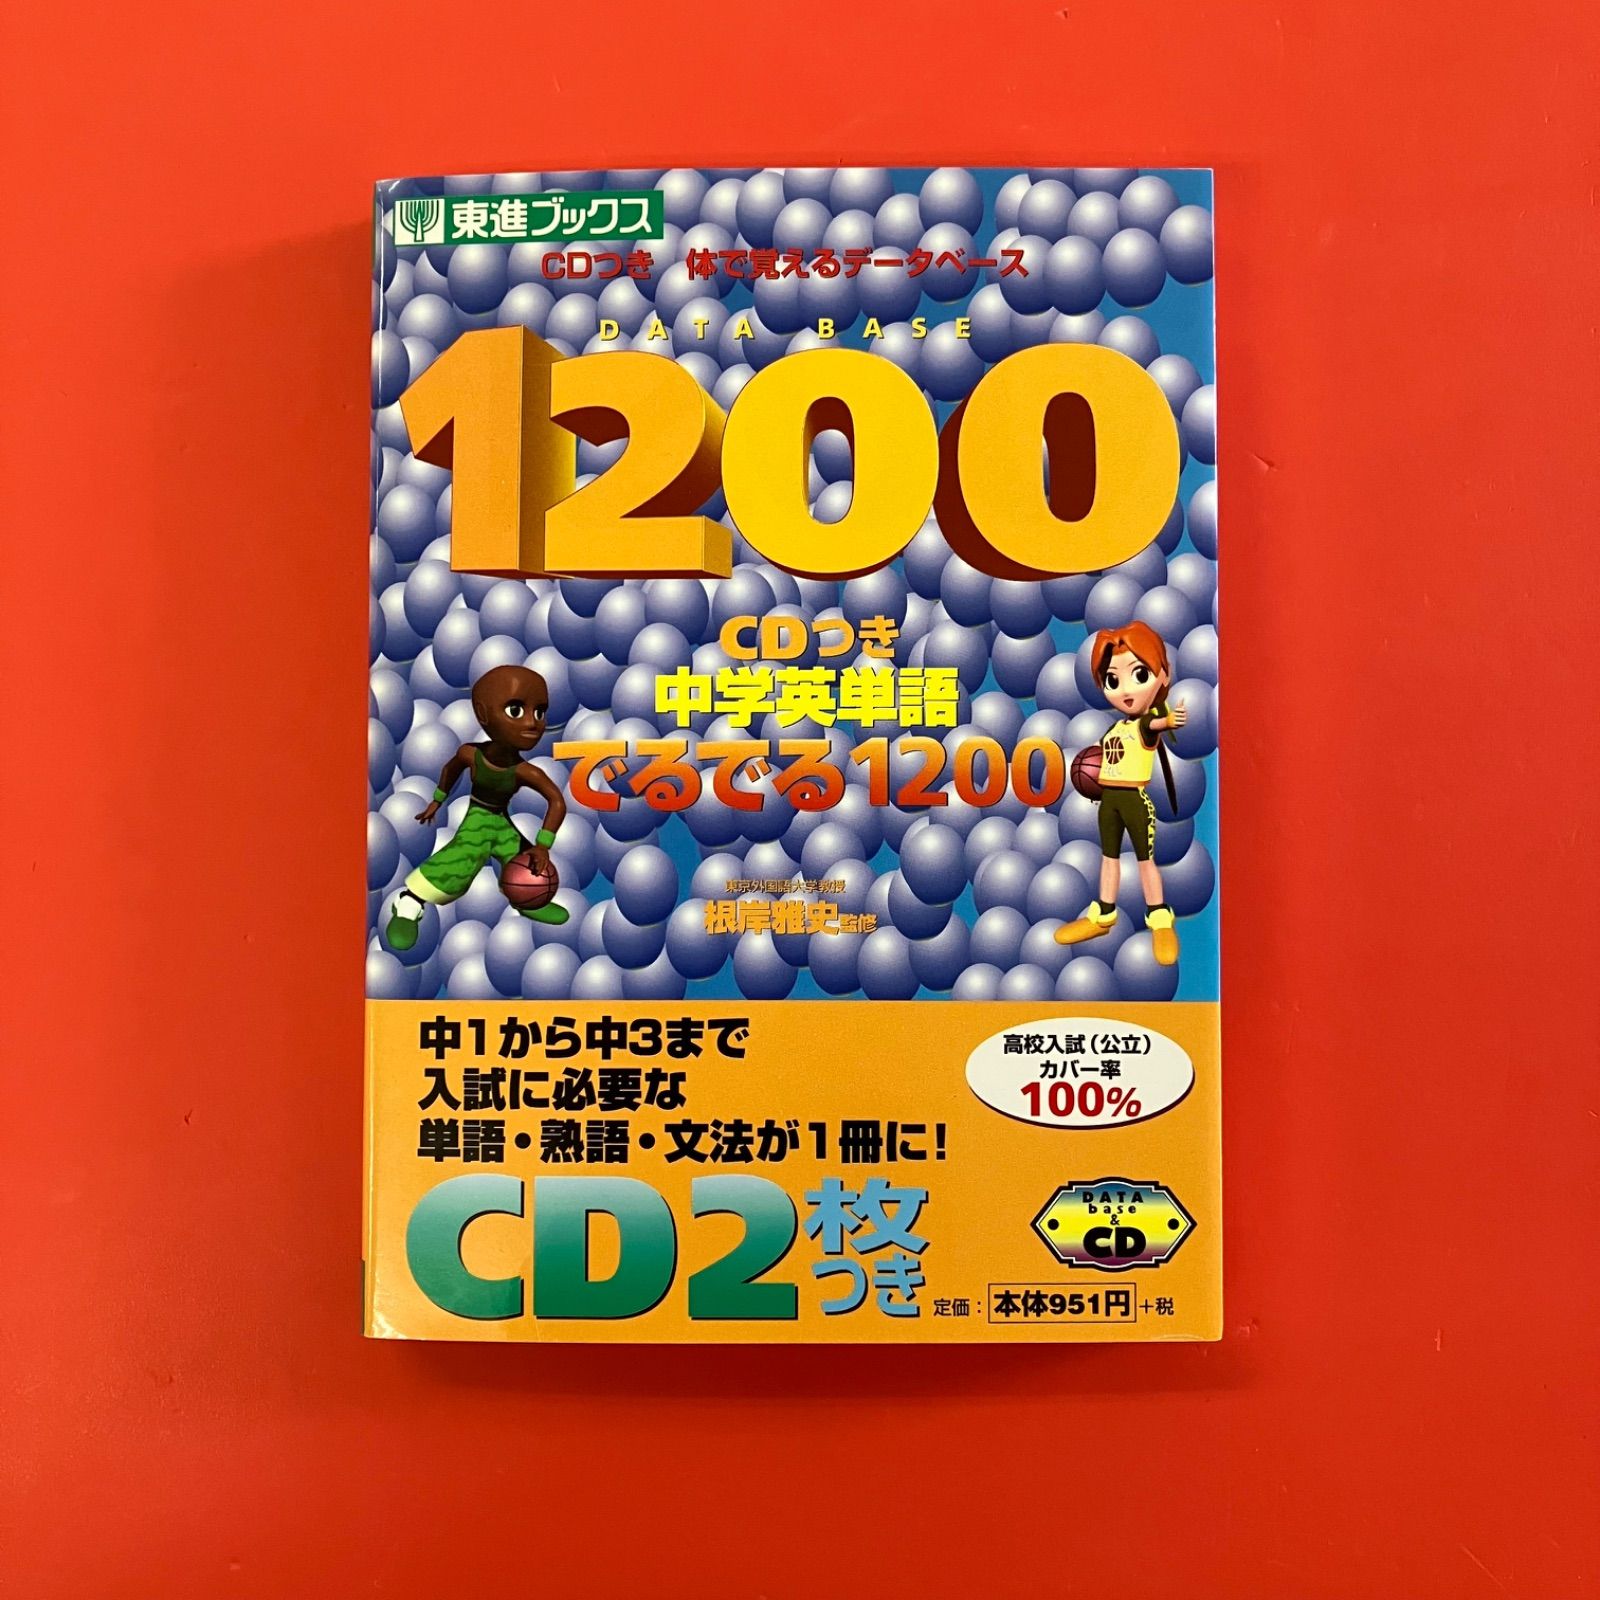 東進ブックス
CDつき 体で覚えるデータベース
DATA BASE
1200
CDつき
中学英単語
でるでる1200
東京外国語大学教授
根岸雅史監修
中1から中3まで
入試に必要な
単語・熟語・文法が1冊に!
高校入試(公立)
カバー率
100%
CD2枚つき
DATA
base
&
CD
定価:本体951円+税